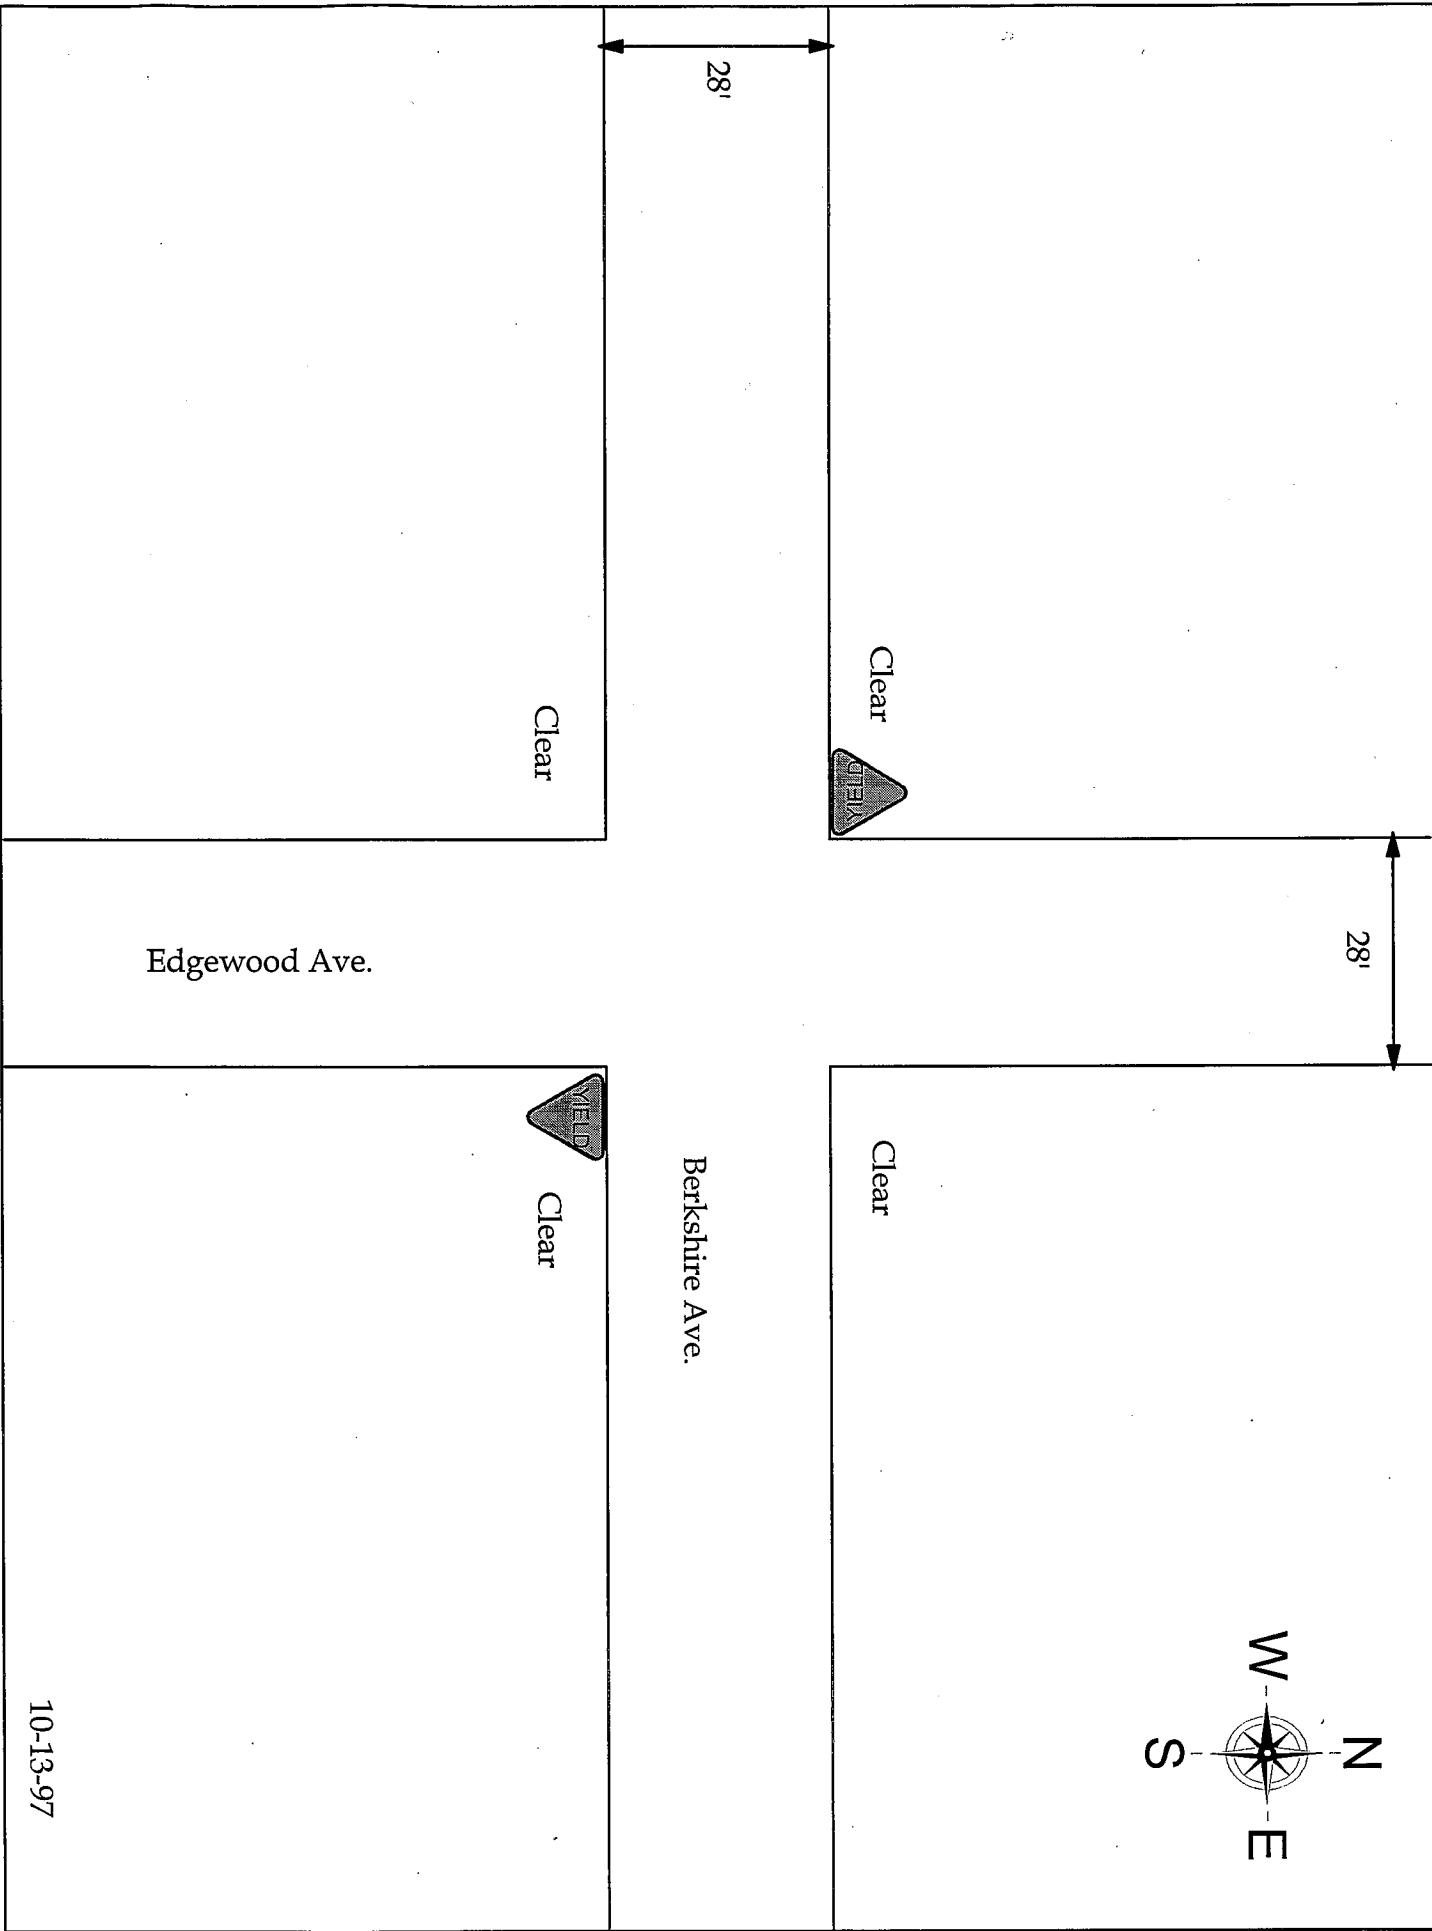 28'
28'
Clear
YIELD
Clear
Edgewood Ave.
YIELD
Clear
Clear
Berkshire Ave.
N
W
E
S
10-13-97